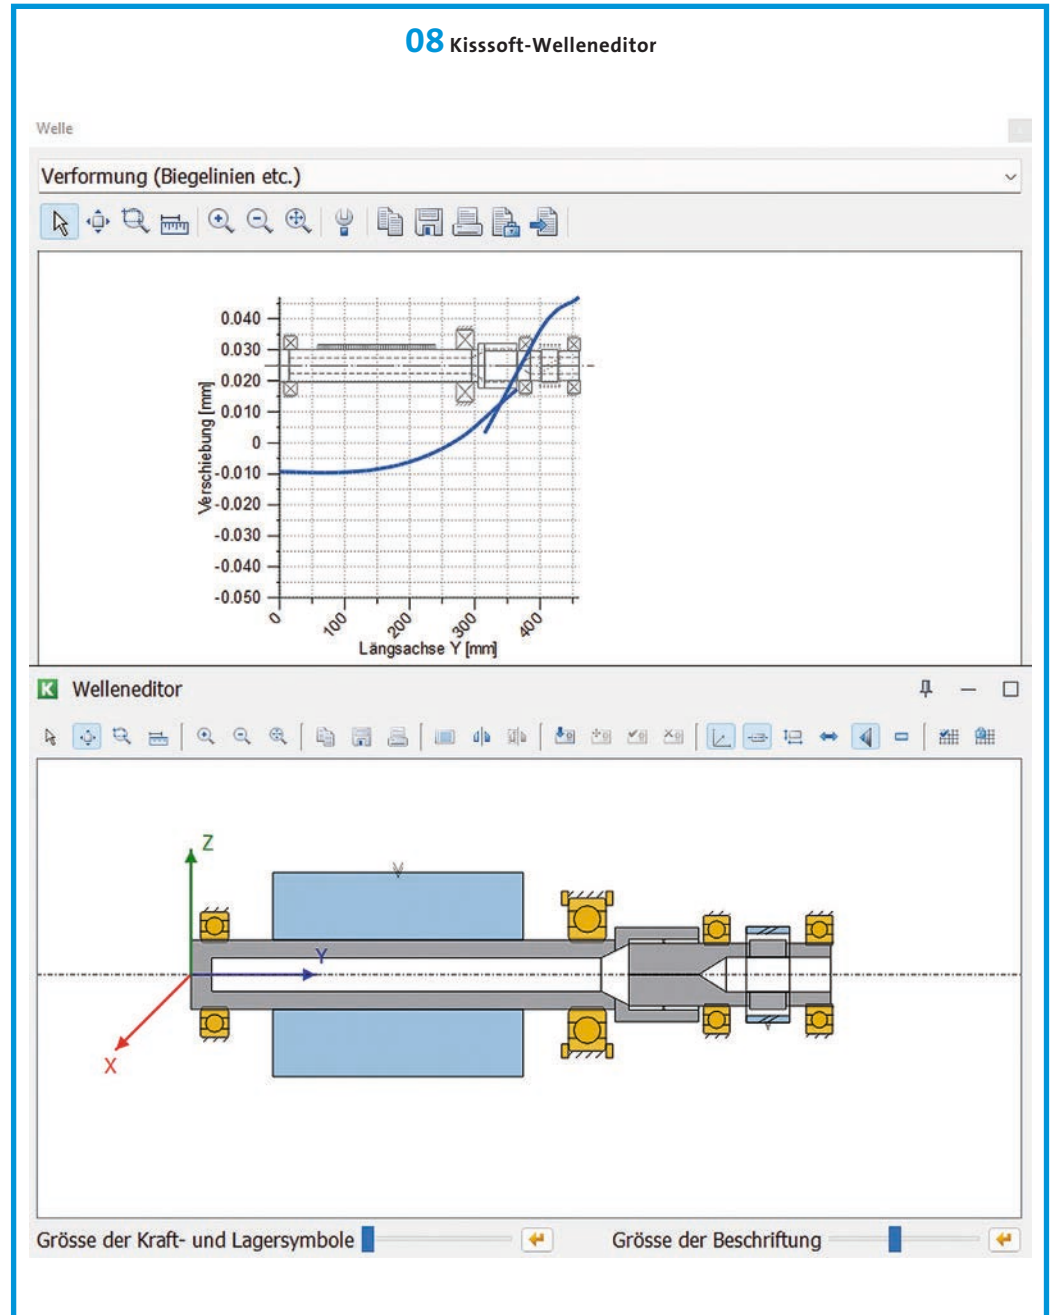 08 Kisssoft-Welleneditor
Welle
Verformung (Biegelinien etc.)
0.040
0.030
0.020
0.010
0
-0.010
-0.020
-0.030
-0.040
-0.050
Verschiebung [mm]
0 100 200 300 400
Längsachse Y [mm]
K Welleneditor
Z
Y
X
Grösse der Kraft- und Lagersymbole
Grösse der Beschriftung